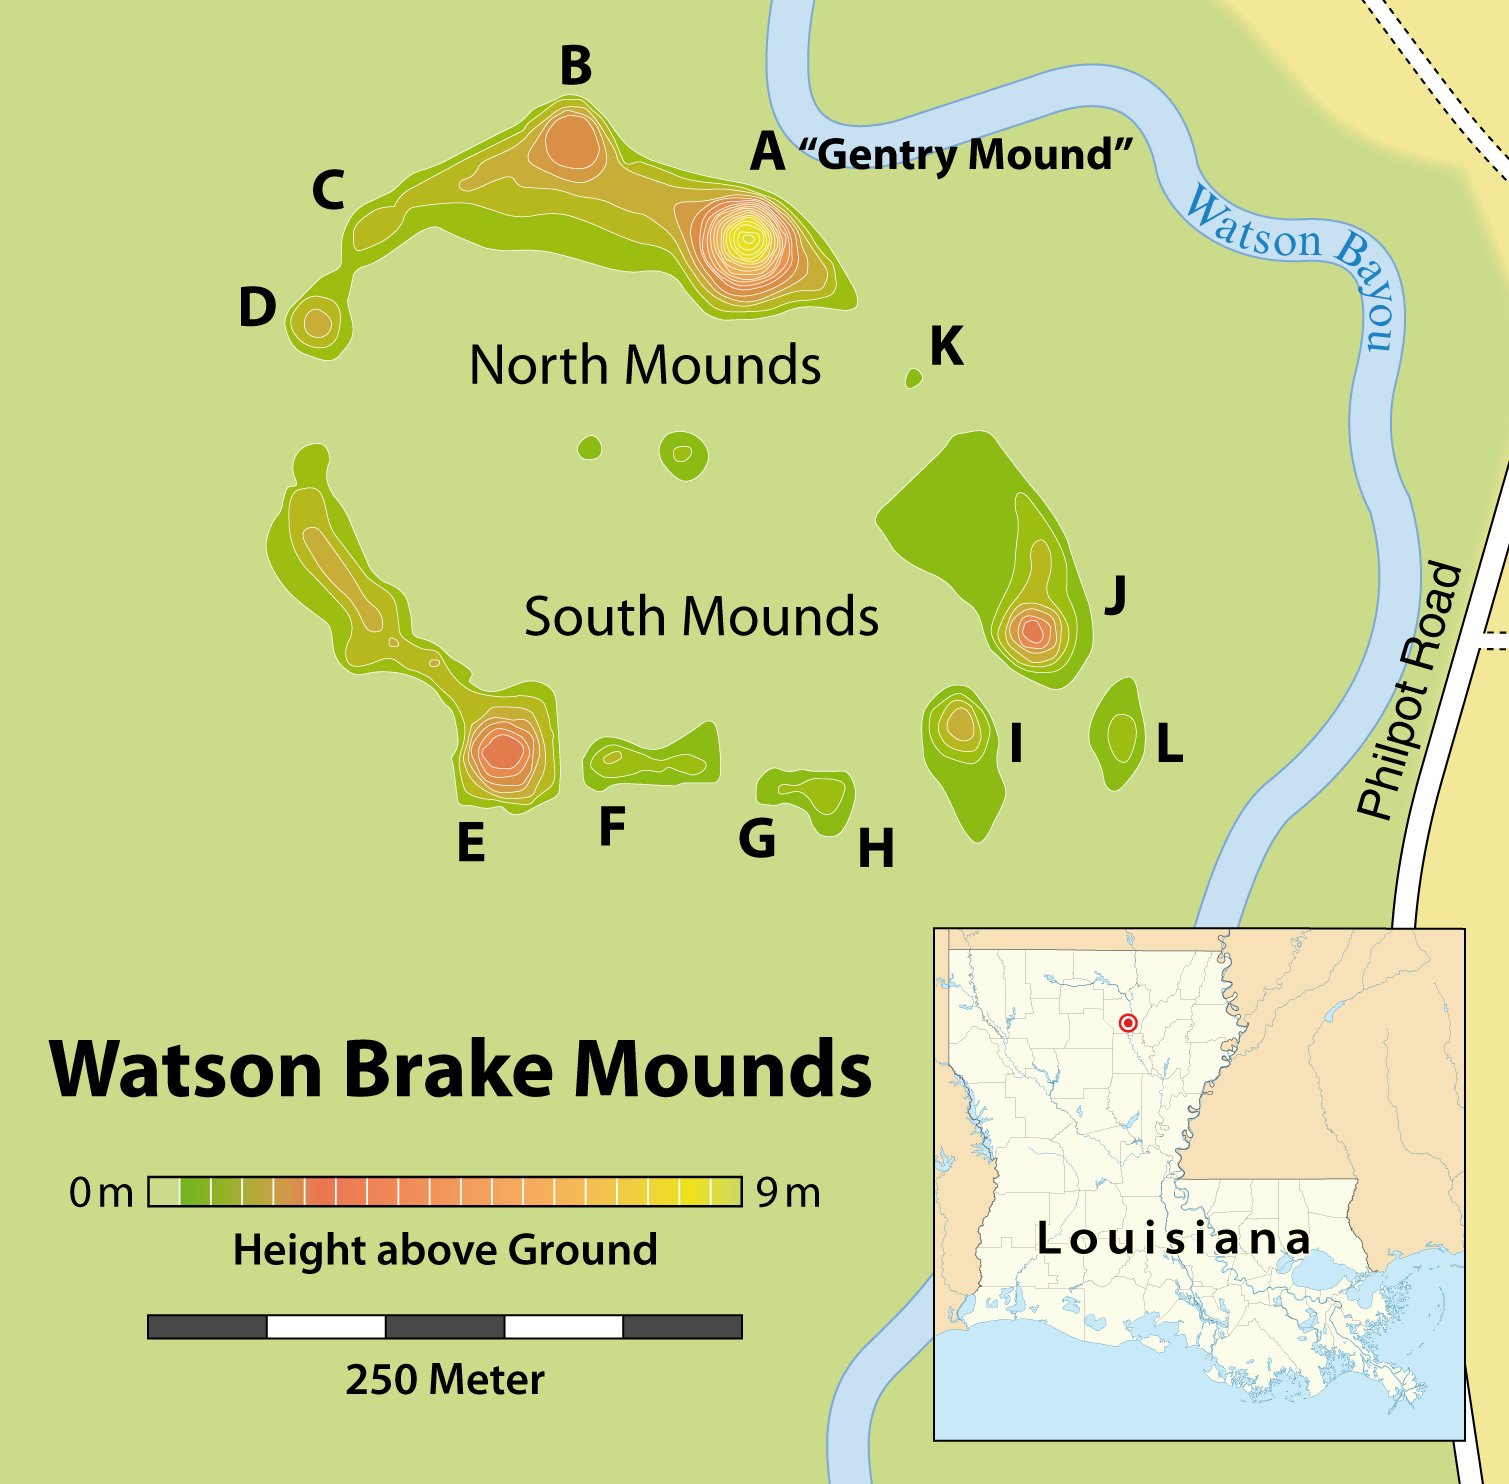 B
A “Gentry Mound”
C
Watson Bayou
D
K
North Mounds
J
South Mounds
Philpot Road
I
L
F
E
G
H
Watson Brake Mounds
0 m
9 m
Height above Ground
250 Meter
Louisiana